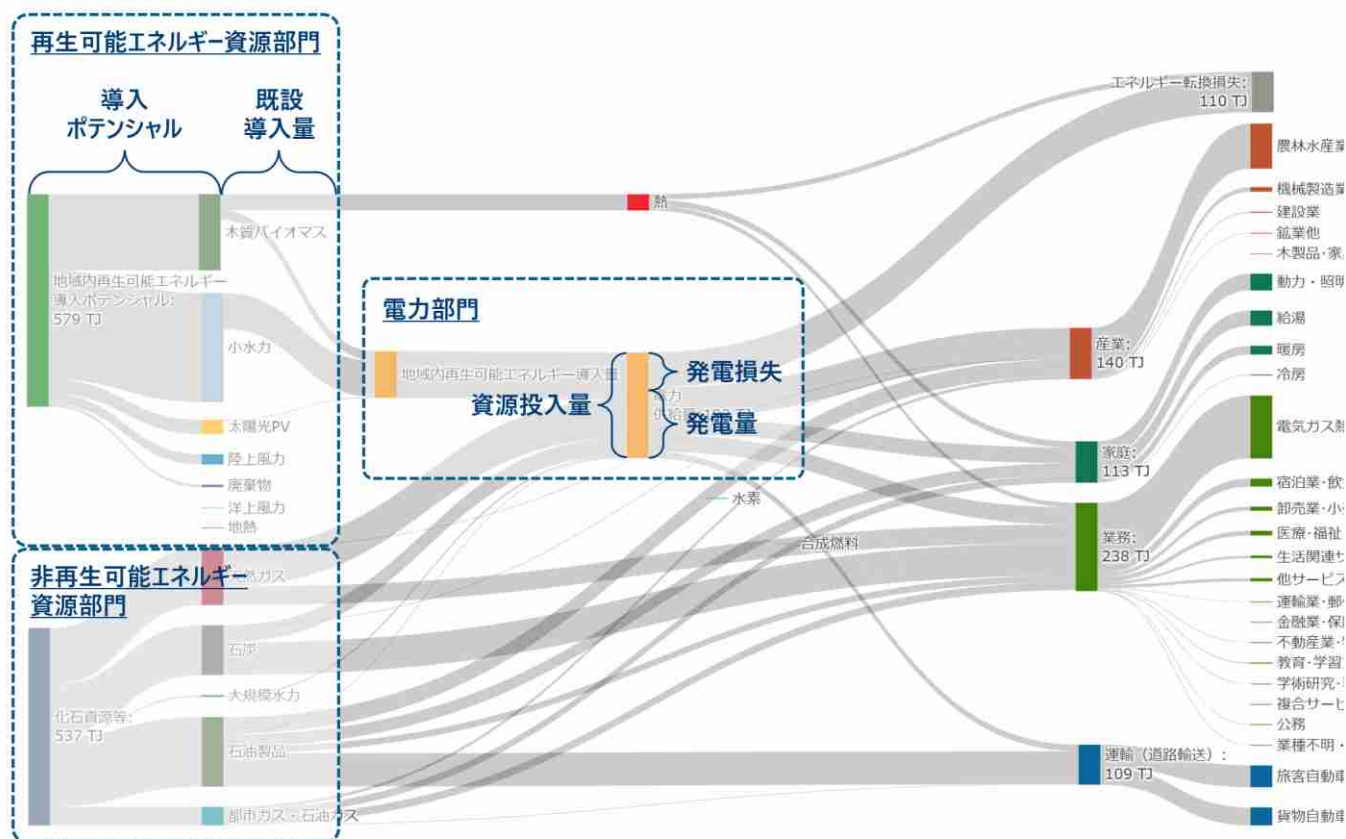 再生可能エネルギー資源部門
導入
ポテンシャル
既設
導入量
木質バイオマス
地域内再生可能エネルギー
導入ポテンシャル:
579 TJ
小水力
太陽光PV
陸上風力
廃棄物
洋上風力
地熱
非再生可能エネルギー
資源部門
天然ガス
石炭
大規模水力
化石資源等:
537 TJ
石油製品
都市ガス・石油ガス
熱
電力部門
地域内再生可能エネルギー導入量
資源投入量
発電損失
発電量
水素
合成燃料
エネルギー転換損失:
110 TJ
産業:
140 TJ
家庭:
113 TJ
業務:
238 TJ
運輸（道路輸送）:
109 TJ
農林水産業
機械製造業
建設業
鉱業他
木製品・家
動力・照明
給湯
暖房
冷房
電気ガス熱
宿泊業・飲
卸売業・小
医療・福祉
生活関連サ
他サービス
運輸業・郵
金融業・保
不動産業・
教育・学習
学術研究・
複合サービ
公務
業種不明・
旅客自動車
貨物自動車